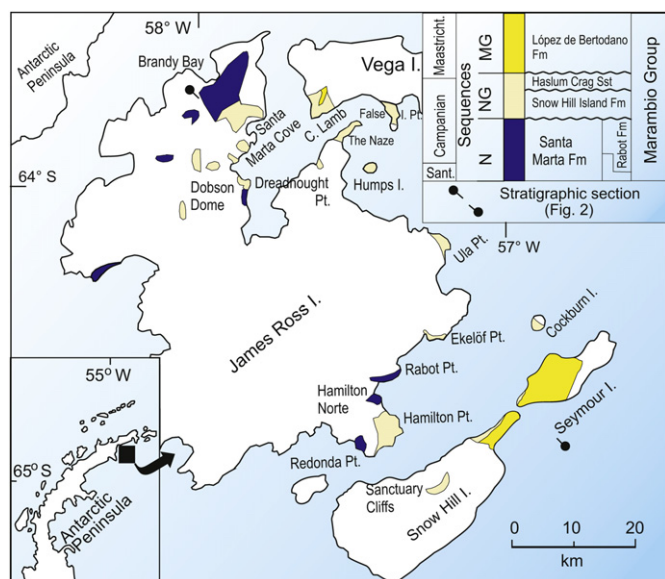 58° W
Antarctic
Peninsula
Brandy Bay
Vega I.
Santa
Marta Cove
C. Lamb
False
I. Pt.
The Naze
64° S
Dobson
Dome
Dreadnought
Pt.
Humps I.
Ula Pt.
57° W
James Ross I.
Cockburn I.
Ekelöf Pt.
Rabot Pt.
Hamilton
Norte
Hamilton Pt.
Seymour I.
Redonda Pt.
Sanctuary
Cliffs
Snow Hill I.
0 10 20
km
55° W
65° S
Antarctic
Peninsula
Maastricht.
Campanian
Sant.
Sequences
MG
NG
N
López de Bertodano
Fm
Haslum Crag Sst
Snow Hill Island Fm
Santa
Marta Fm
Rabot Fm
Marambio Group
Stratigraphic section
(Fig. 2)